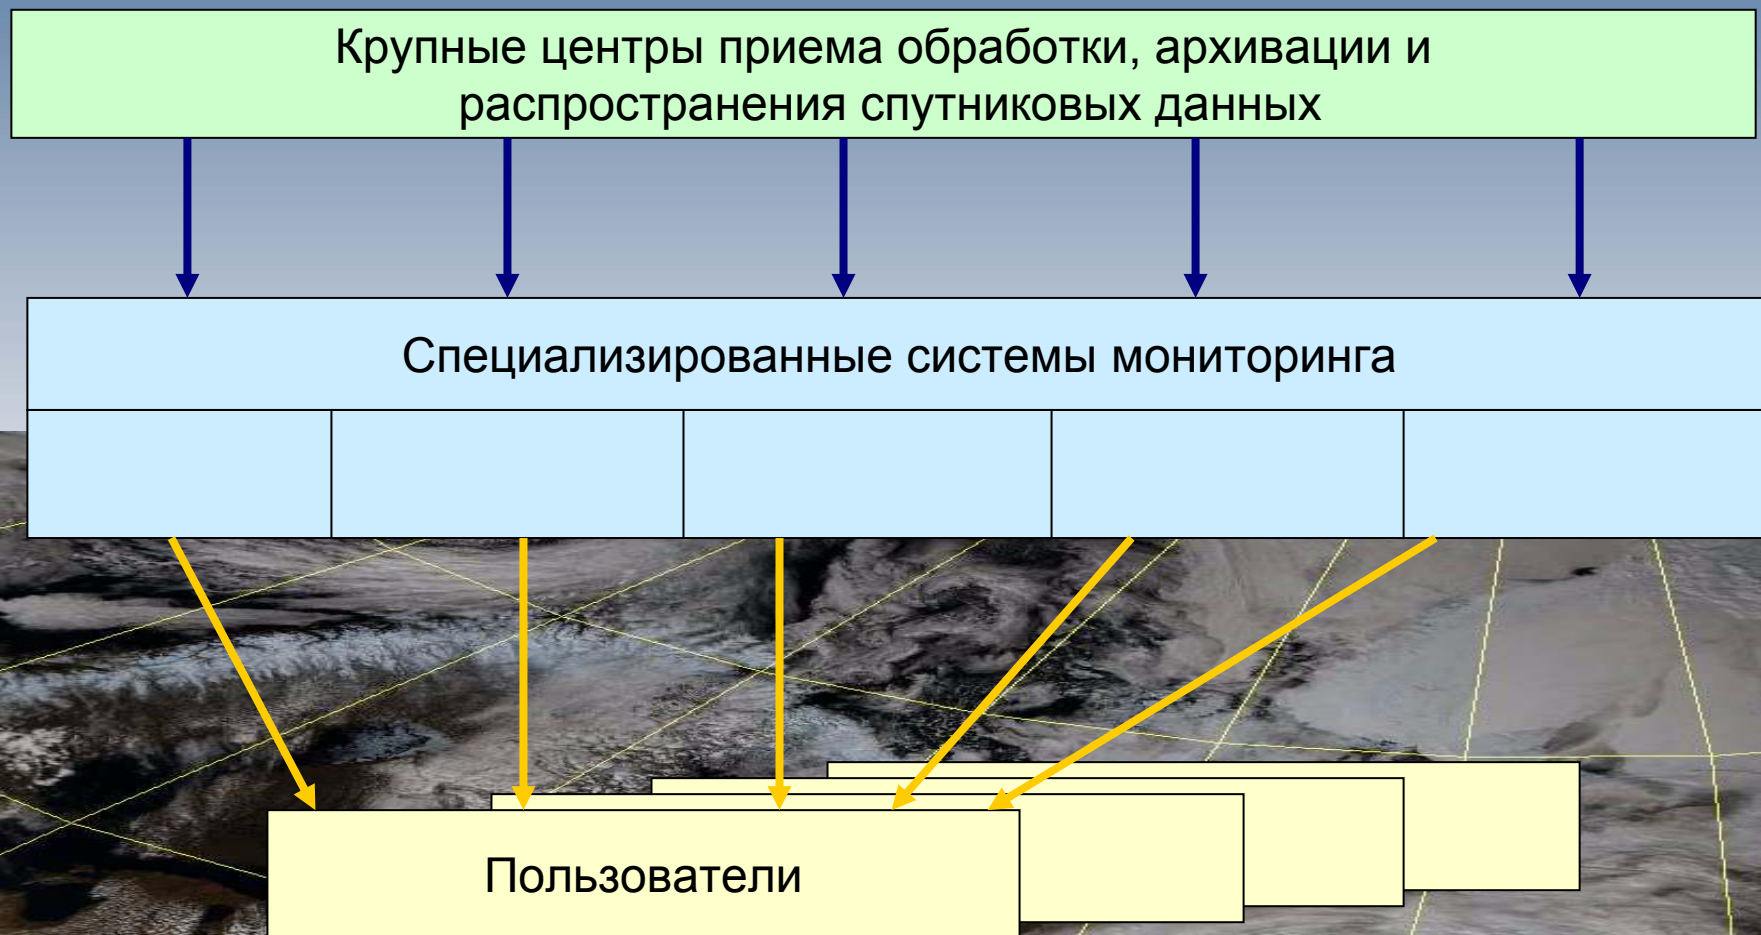 Крупные центры приема обработки, архивации и
распространения спутниковых данных
Специализированные системы мониторинга
Пользователи